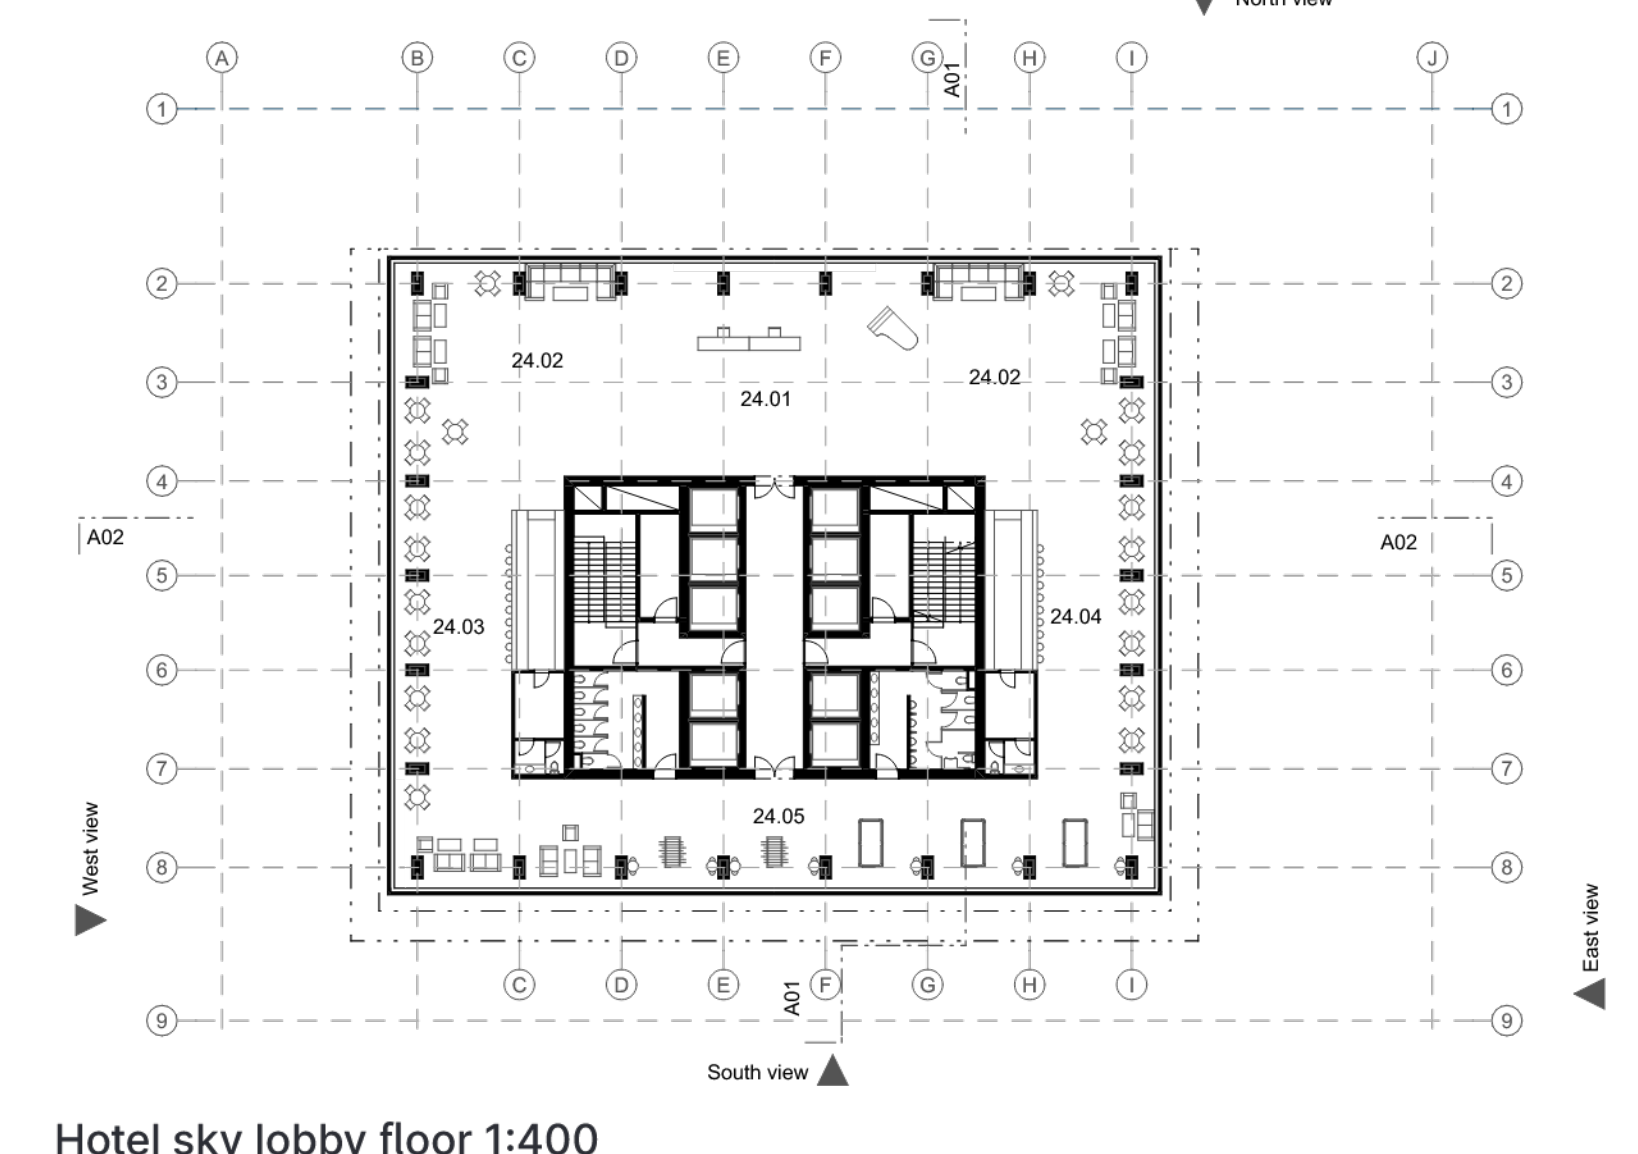 North view
A B C D E F G H I J
A01
1 1
2 2
24.02
24.02
3 3
24.01
4 4
A02
A02
5 5
24.03
24.04
6 6
7 7
24.05
West view
8 8
East view
C D E F G H I
A01
9 9
South view
Hotel sky lobby floor 1:400